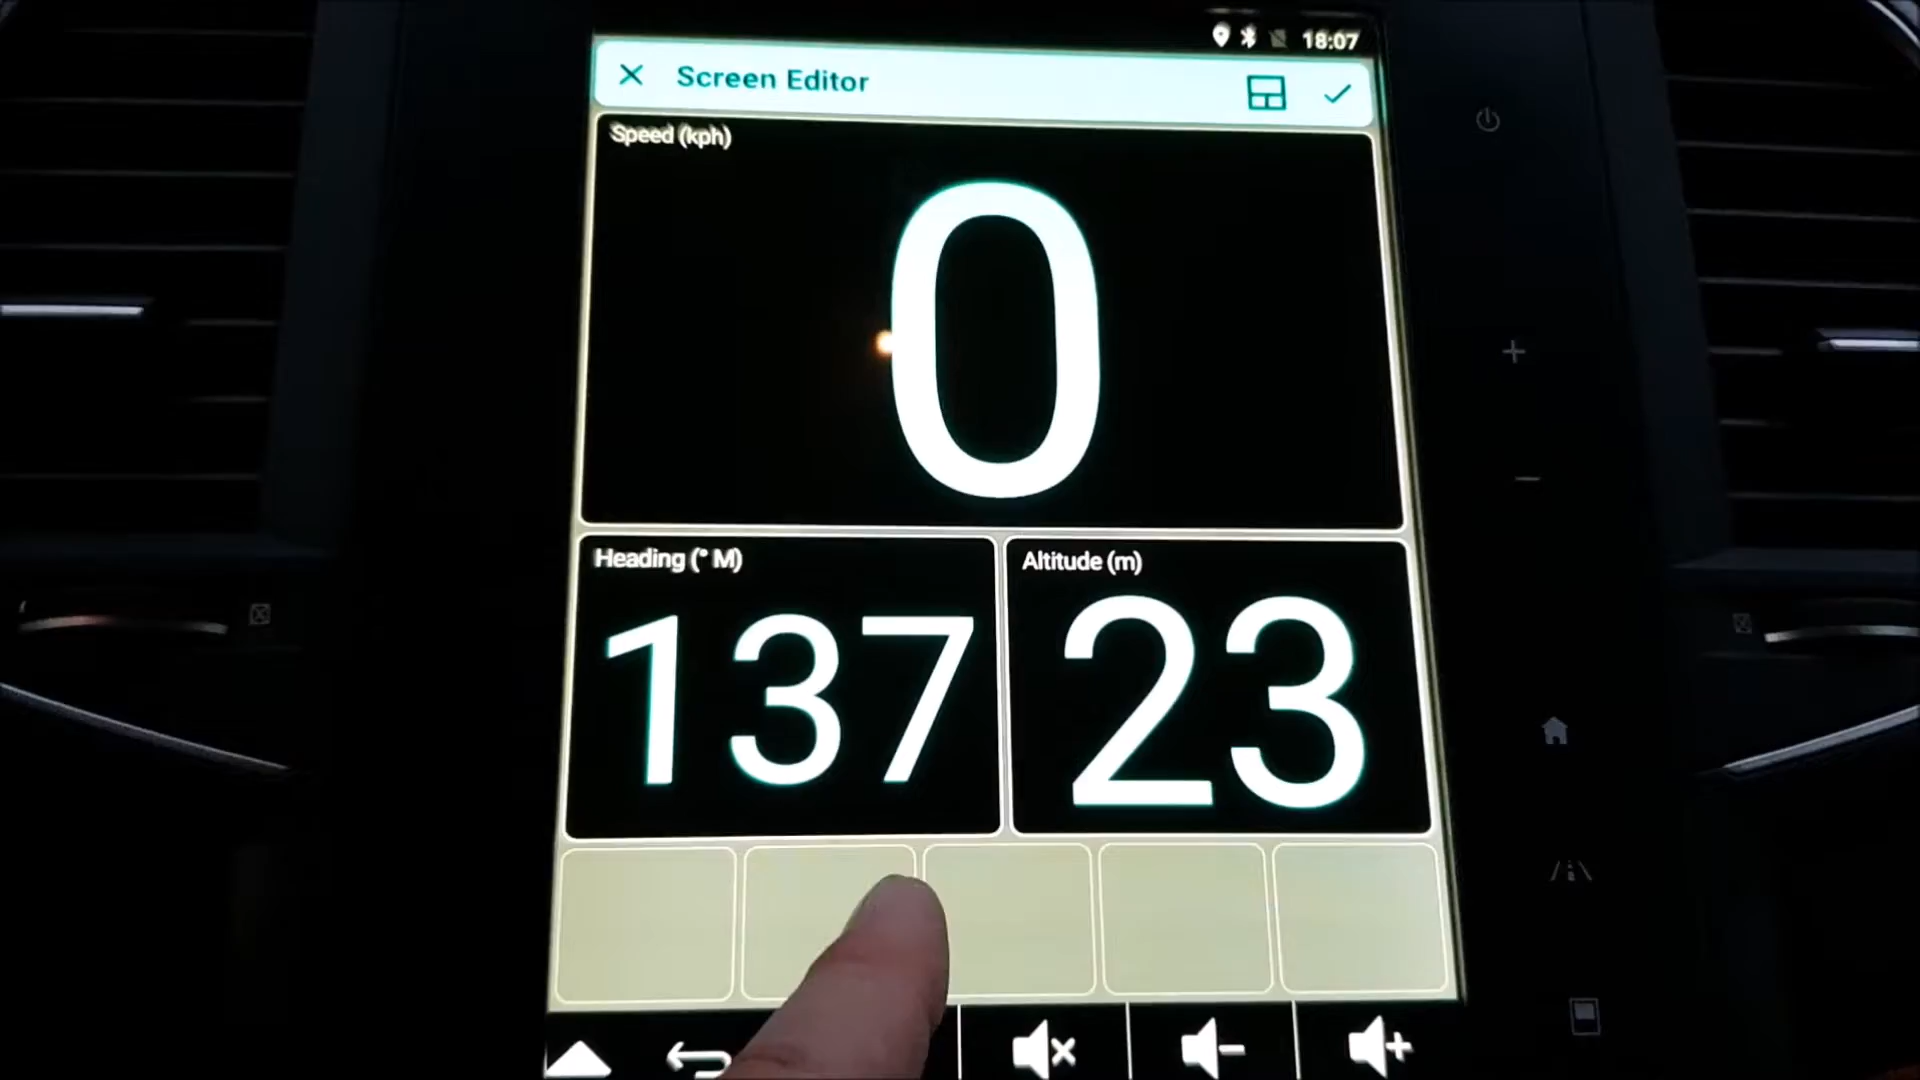 18:07
Screen Editor
Speed (kph)
0
Heading (° M)
137
Altitude (m)
23